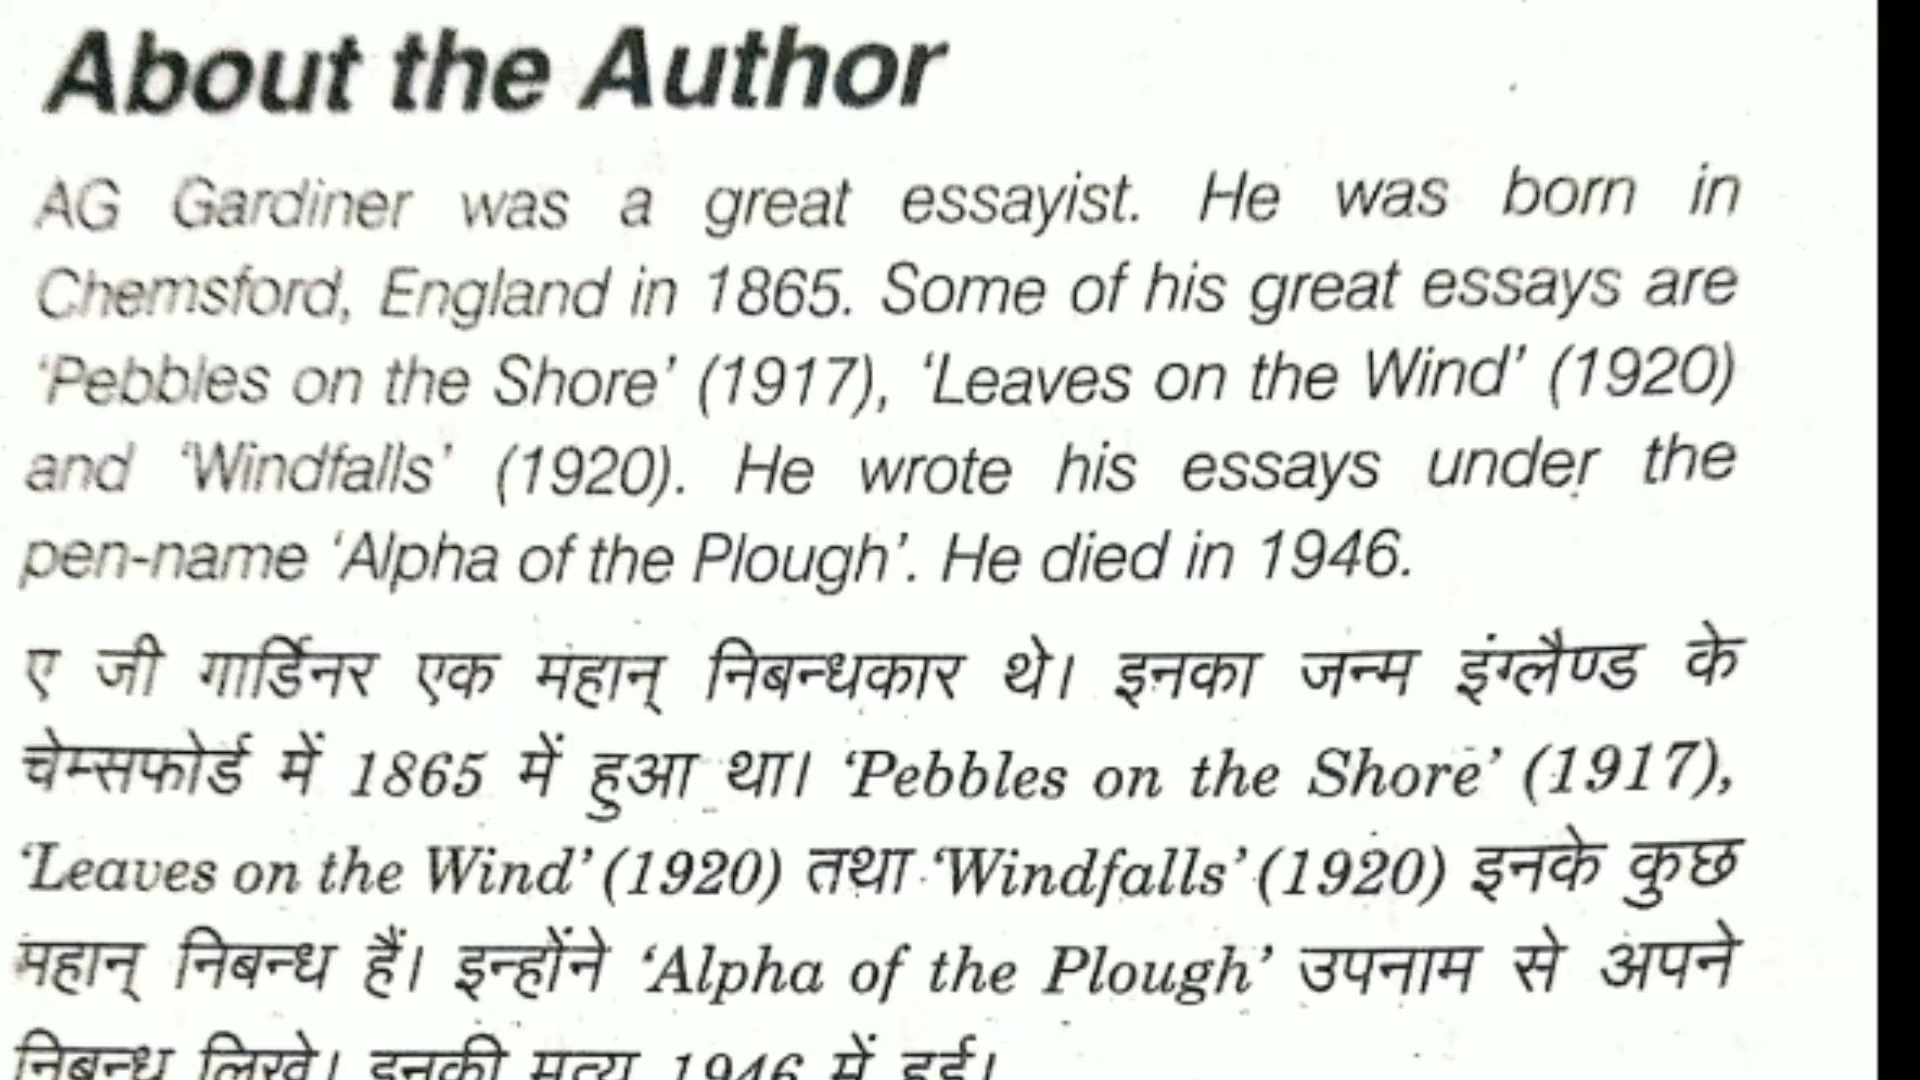 About the Author
AG Gardiner was a great essayist. He was born in
Chemsford, England in 1865. Some of his great essays are
‘Pebbles on the Shore’ (1917), ‘Leaves on the Wind’ (1920)
and ‘Windfalls’ (1920). He wrote his essays under the
pen-name ‘Alpha of the Plough’. He died in 1946.
ए जी गार्डिनर एक महान् निबन्धकार थे। इनका जन्म इंग्लैण्ड के
चेम्सफोर्ड में 1865 में हुआ था। ‘Pebbles on the Shore’ (1917),
‘Leaves on the Wind’ (1920) तथा ‘Windfalls’ (1920) इनके कुछ
महान् निबन्ध हैं। इन्होंने ‘Alpha of the Plough’ उपनाम से अपने
निबन्ध लिखे। इनकी मृत्यु 1946 में हुई।